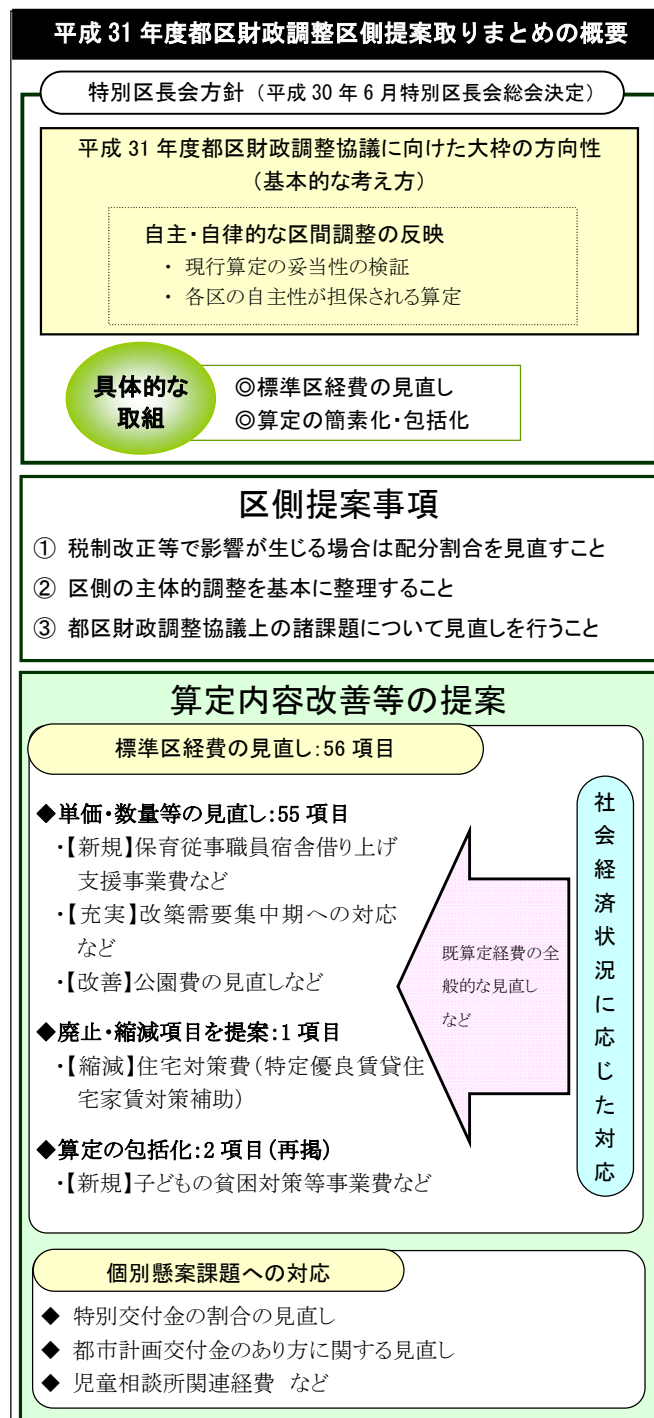 平成 31 年度都区財政調整区側提案取りまとめの概要
特別区長会方針（平成 30 年 6 月特別区長会総会決定）
平成 31 年度都区財政調整協議に向けた大枠の方向性
（基本的な考え方）
自主・自律的な区間調整の反映
・ 現行算定の妥当性の検証
・ 各区の自主性が担保される算定
具体的な
取組
◎標準区経費の見直し
◎算定の簡素化・包括化
区側提案事項
① 税制改正等で影響が生じる場合は配分割合を見直すこと
② 区側の主体的調整を基本に整理すること
③ 都区財政調整協議上の諸課題について見直しを行うこと
算定内容改善等の提案
標準区経費の見直し：56 項目
◆単価・数量等の見直し：55 項目
・【新規】保育従事職員宿舎借り上げ
支援事業費など
・【充実】改築需要集中期への対応
など
・【改善】公園費の見直しなど
◆廃止・縮減項目を提案：1 項目
・【縮減】住宅対策費（特定優良賃貸住
宅家賃対策補助）
◆算定の包括化：2 項目（再掲）
・【新規】子どもの貧困対策等事業費など
既算定経費の全
般的な見直し
など
社会経済状況に応じた対応
個別懸案課題への対応
◆ 特別交付金の割合の見直し
◆ 都市計画交付金のあり方に関する見直し
◆ 児童相談所関連経費 など